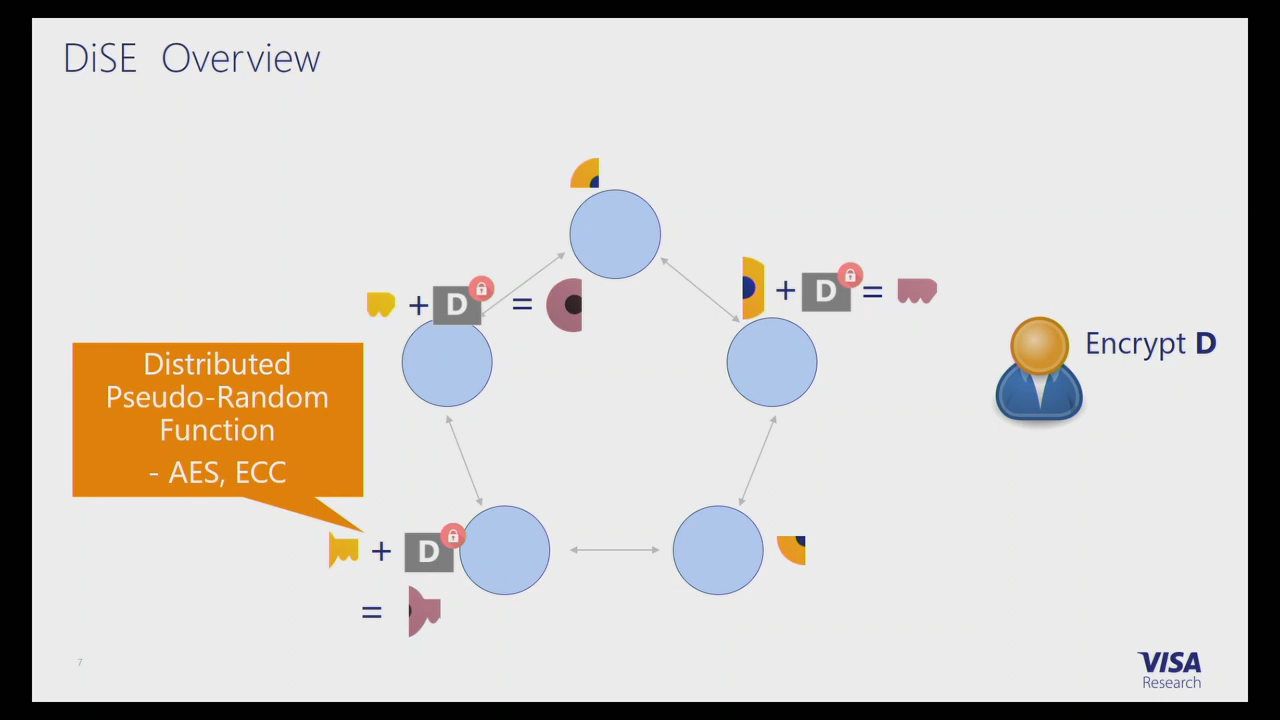 DiSE Overview
+ D =
+ D =
Encrypt D
Distributed
Pseudo-Random
Function
- AES, ECC
+ D
=
7
VISA
Research